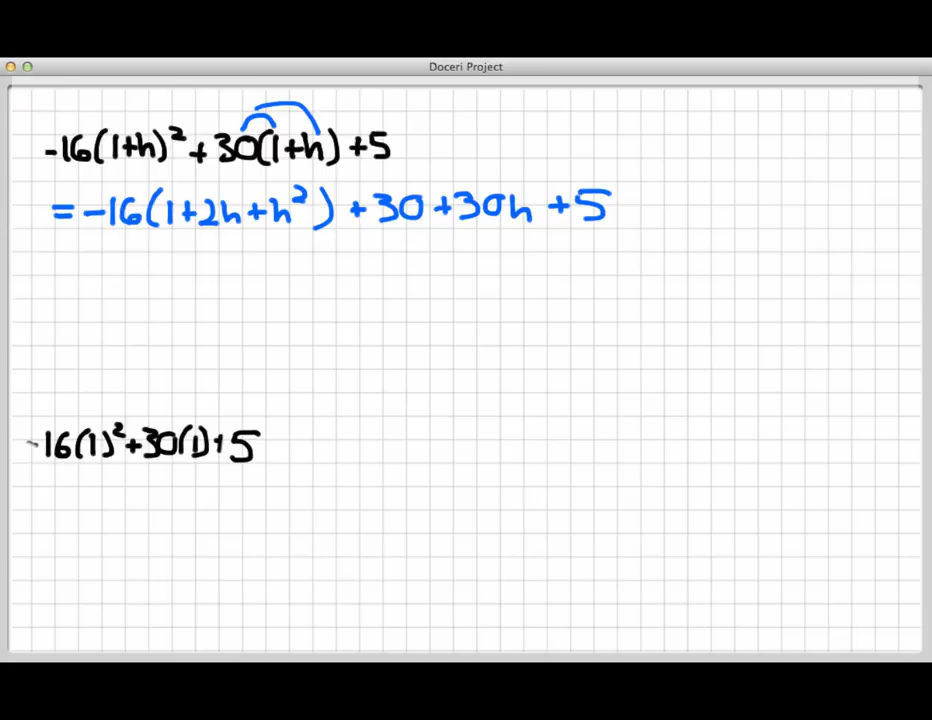 Doceri Project
-16(1+h)² + 30(1+h) + 5
= -16(1+2h+h²) + 30 + 30h + 5
-16(1)² + 30(1) + 5